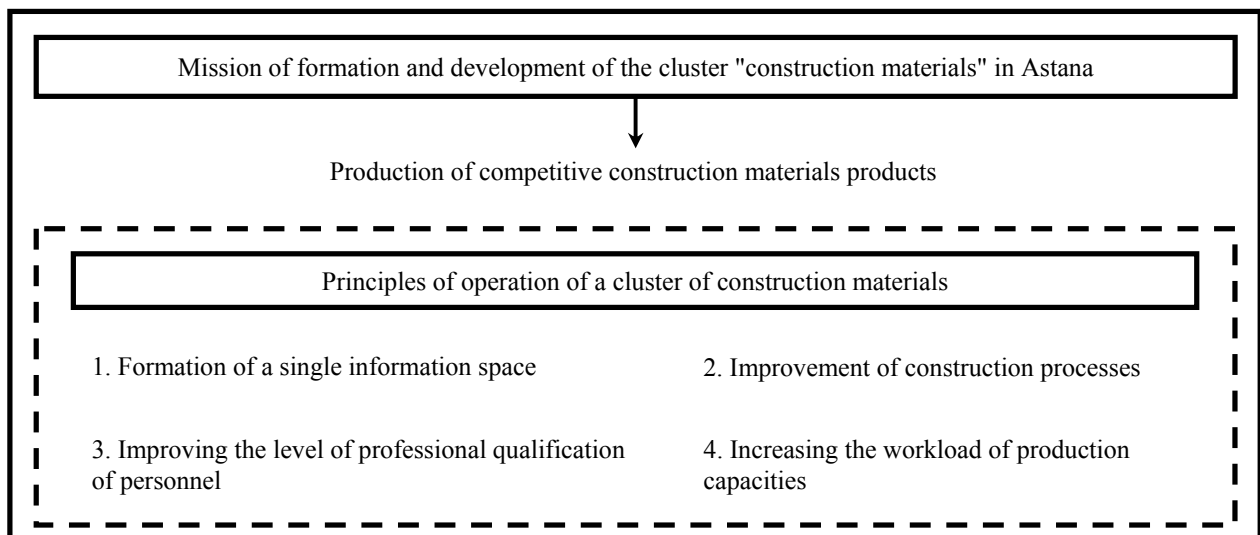 Mission of formation and development of the cluster "construction materials" in Astana
Production of competitive construction materials products
Principles of operation of a cluster of construction materials
1. Formation of a single information space
2. Improvement of construction processes
3. Improving the level of professional qualification
of personnel
4. Increasing the workload of production
capacities